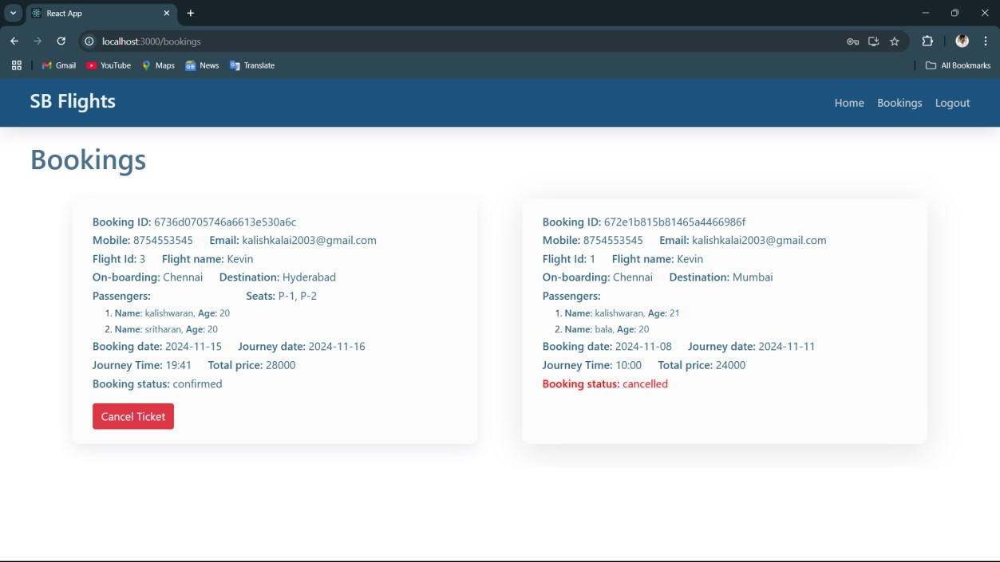 React App
localhost:3000/bookings
Gmail YouTube Maps News Translate All Bookmarks
SB Flights Home Bookings Logout
Bookings
Booking ID: 6736d0705746a6613e530a6c
Mobile: 8754553545 Email: kalishkalai2003@gmail.com
Flight Id: 3 Flight name: Kevin
On-boarding: Chennai Destination: Hyderabad
Passengers: Seats: P-1, P-2
1. Name: kalishwaran, Age: 20
2. Name: sritharan, Age: 20
Booking date: 2024-11-15 Journey date: 2024-11-16
Journey Time: 19:41 Total price: 28000
Booking status: confirmed
Cancel Ticket
Booking ID: 672e1b815b81465a4466986f
Mobile: 8754553545 Email: kalishkalai2003@gmail.com
Flight Id: 1 Flight name: Kevin
On-boarding: Chennai Destination: Mumbai
Passengers:
1. Name: kalishwaran, Age: 21
2. Name: bala, Age: 20
Booking date: 2024-11-08 Journey date: 2024-11-11
Journey Time: 10:00 Total price: 24000
Booking status: cancelled